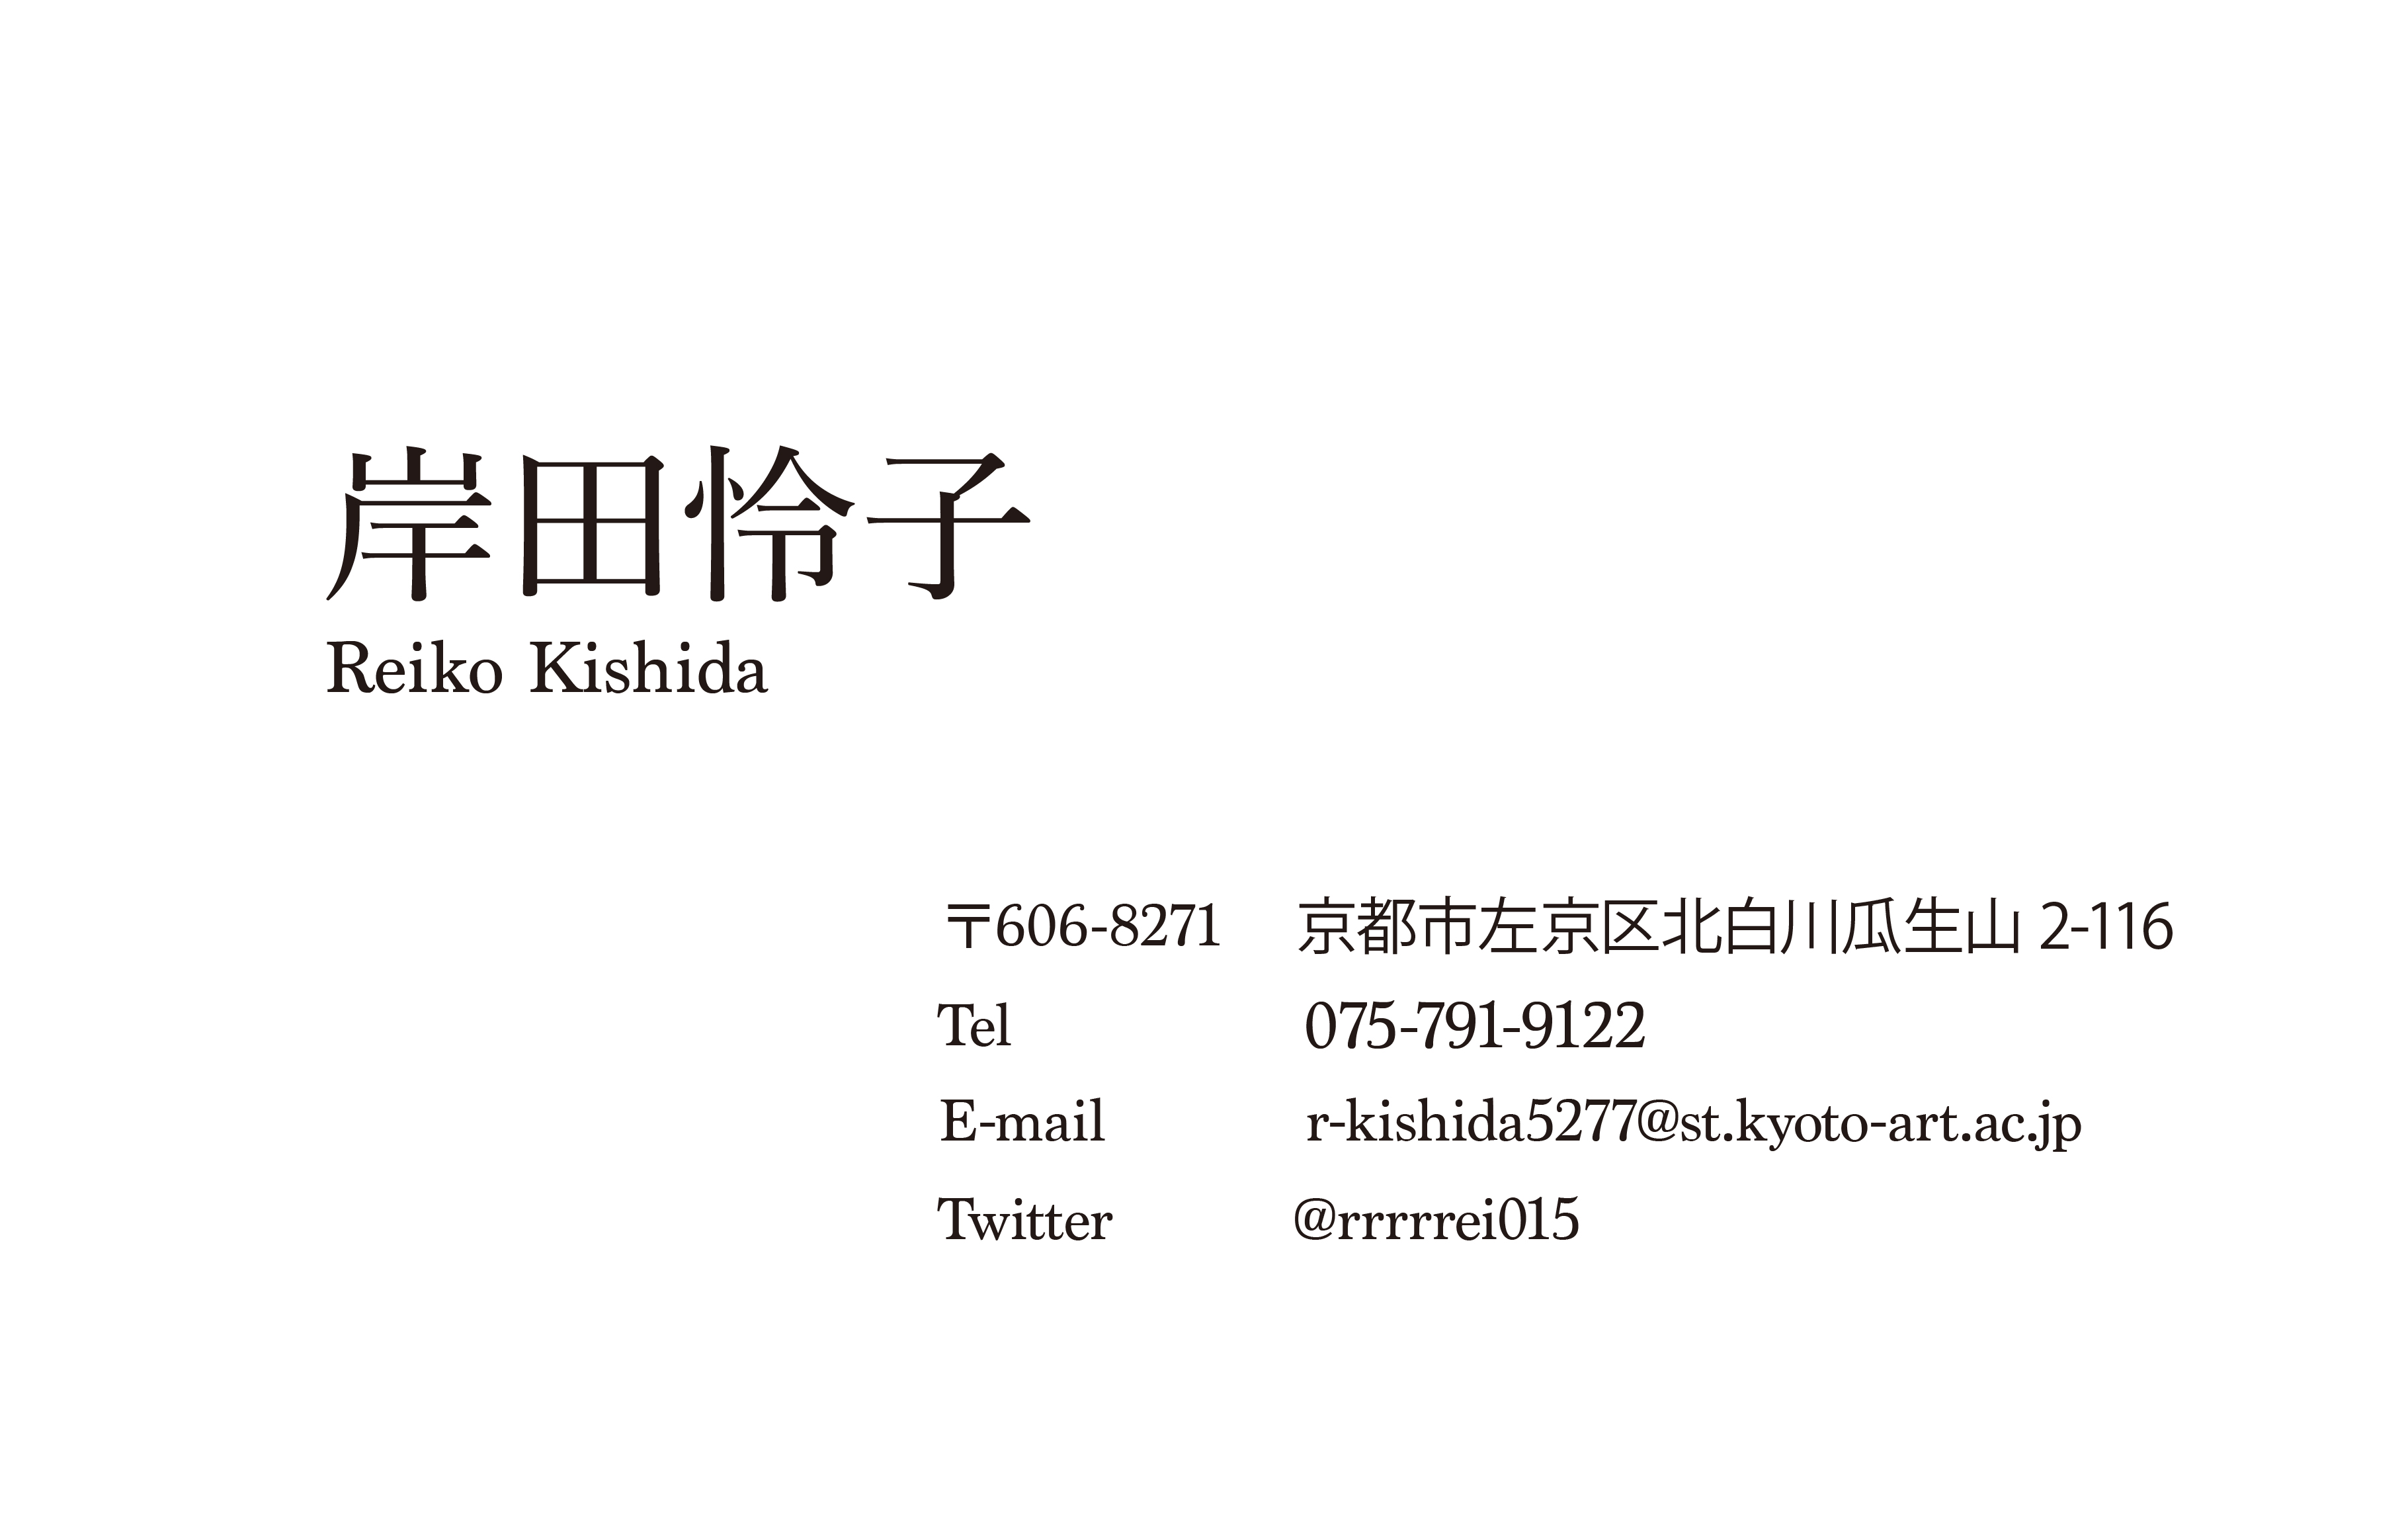 岸田怜子
Reiko Kishida
〒606-8271 京都市左京区北白川瓜生山 2-116
Tel 075-791-9122
E-mail r-kishida5277@st.kyoto-art.ac.jp
Twitter @rrrrrei015